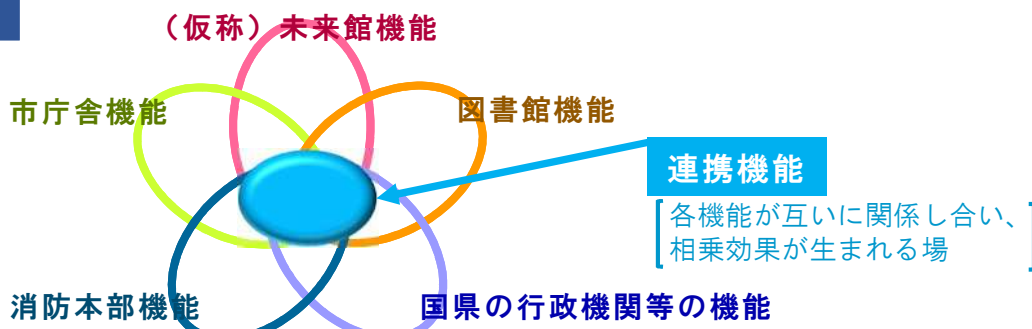 （仮称）未来館機能
市庁舎機能
図書館機能
連携機能
各機能が互いに関係し合い、
相乗効果が生まれる場
消防本部機能
国県の行政機関等の機能